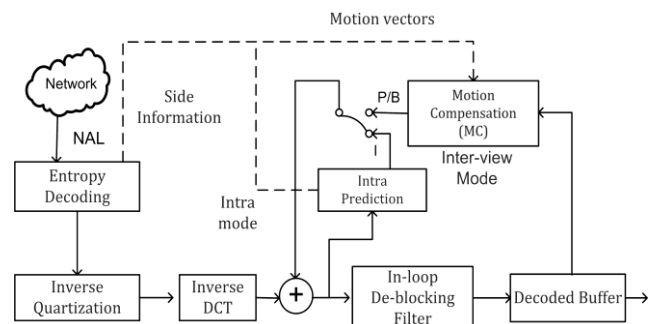 Motion vectors
Network
Side
Information
P/B
Motion
Compensation
(MC)
NAL
Inter-view
Mode
I
Entropy
Decoding
Intra
mode
Intra
Prediction
Inverse
Quartization
Inverse
DCT
+
In-loop
De-blocking
Filter
Decoded Buffer